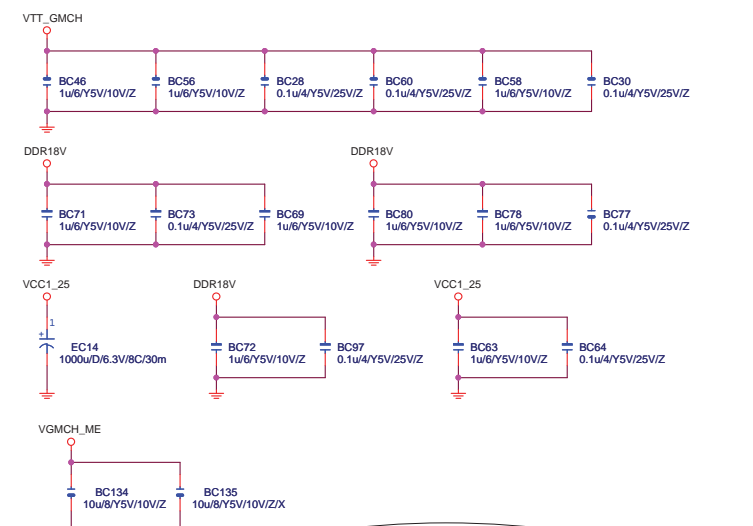 VTT_GMCH
BC46 BC56 BC28 BC60 BC58 BC30
1u/6/Y5V/10V/Z 1u/6/Y5V/10V/Z 0.1u/4/Y5V/25V/Z 0.1u/4/Y5V/25V/Z 1u/6/Y5V/10V/Z 0.1u/4/Y5V/25V/Z
DDR18V DDR18V
BC71 BC73 BC69 BC80 BC78 BC77
1u/6/Y5V/10V/Z 0.1u/4/Y5V/25V/Z 1u/6/Y5V/10V/Z 1u/6/Y5V/10V/Z 1u/6/Y5V/10V/Z 0.1u/4/Y5V/25V/Z
VCC1_25 DDR18V VCC1_25
1
+
EC14 BC72 BC97 BC63 BC64
1000u/D/6.3V/8C/30m 1u/6/Y5V/10V/Z 0.1u/4/Y5V/25V/Z 1u/6/Y5V/10V/Z 0.1u/4/Y5V/25V/Z
VGMCH_ME
BC134 BC135
10u/8/Y5V/10V/Z 10u/8/Y5V/10V/Z/X